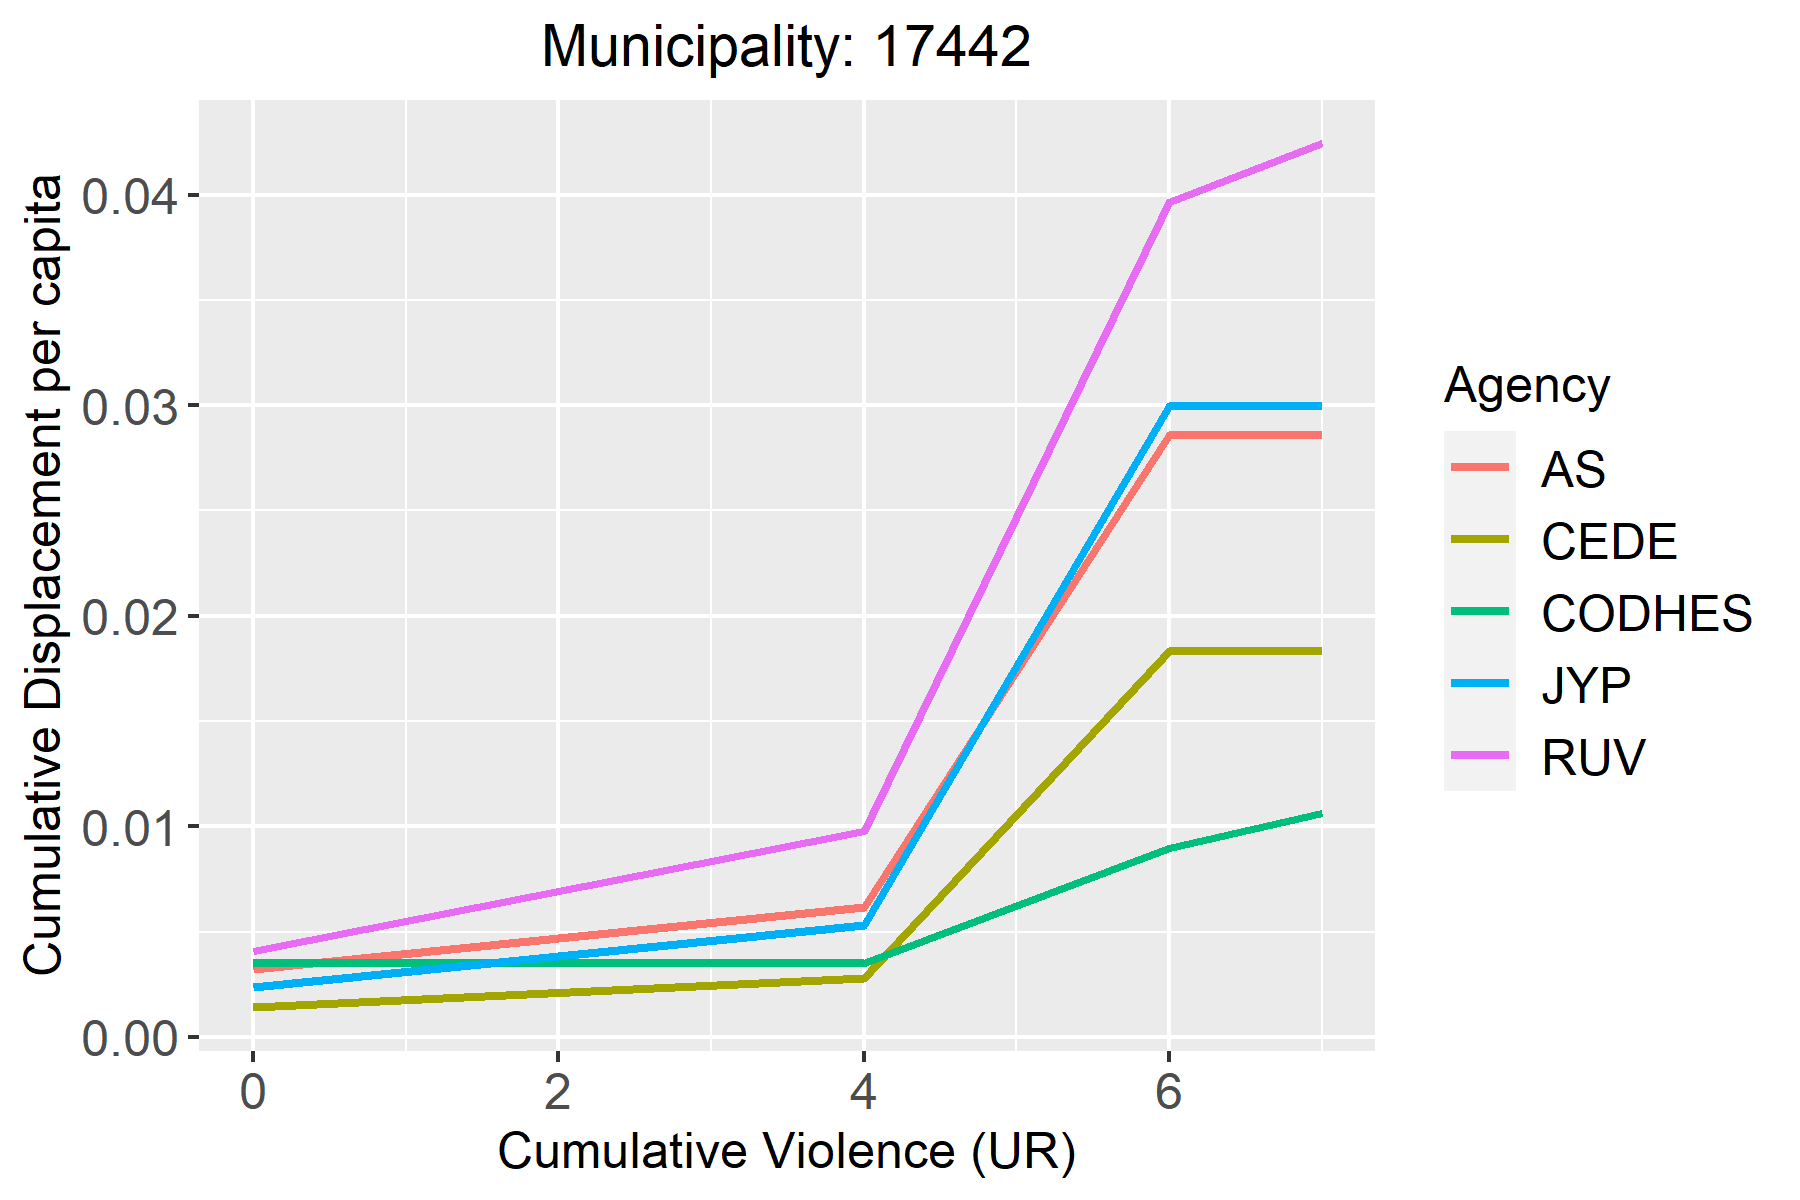 Municipality: 17442
Cumulative Displacement per capita
0.04
0.03
0.02
0.01
0.00
0 2 4 6
Cumulative Violence (UR)
Agency
AS
CEDE
CODHES
JYP
RUV